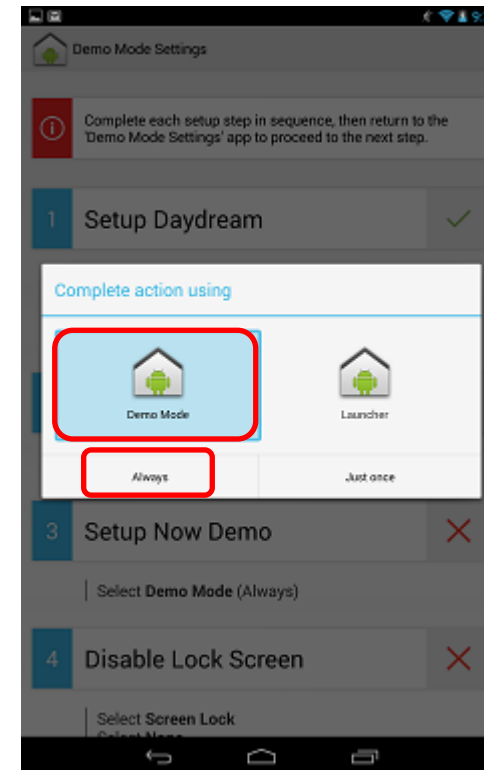 Demo Mode Settings
Complete each setup step in sequence, then return to the
'Demo Mode Settings' app to proceed to the next step.
1 Setup Daydream
Complete action using
Demo Mode
Launcher
Always
Just once
3 Setup Now Demo
Select Demo Mode (Always)
4 Disable Lock Screen
Select Screen Lock